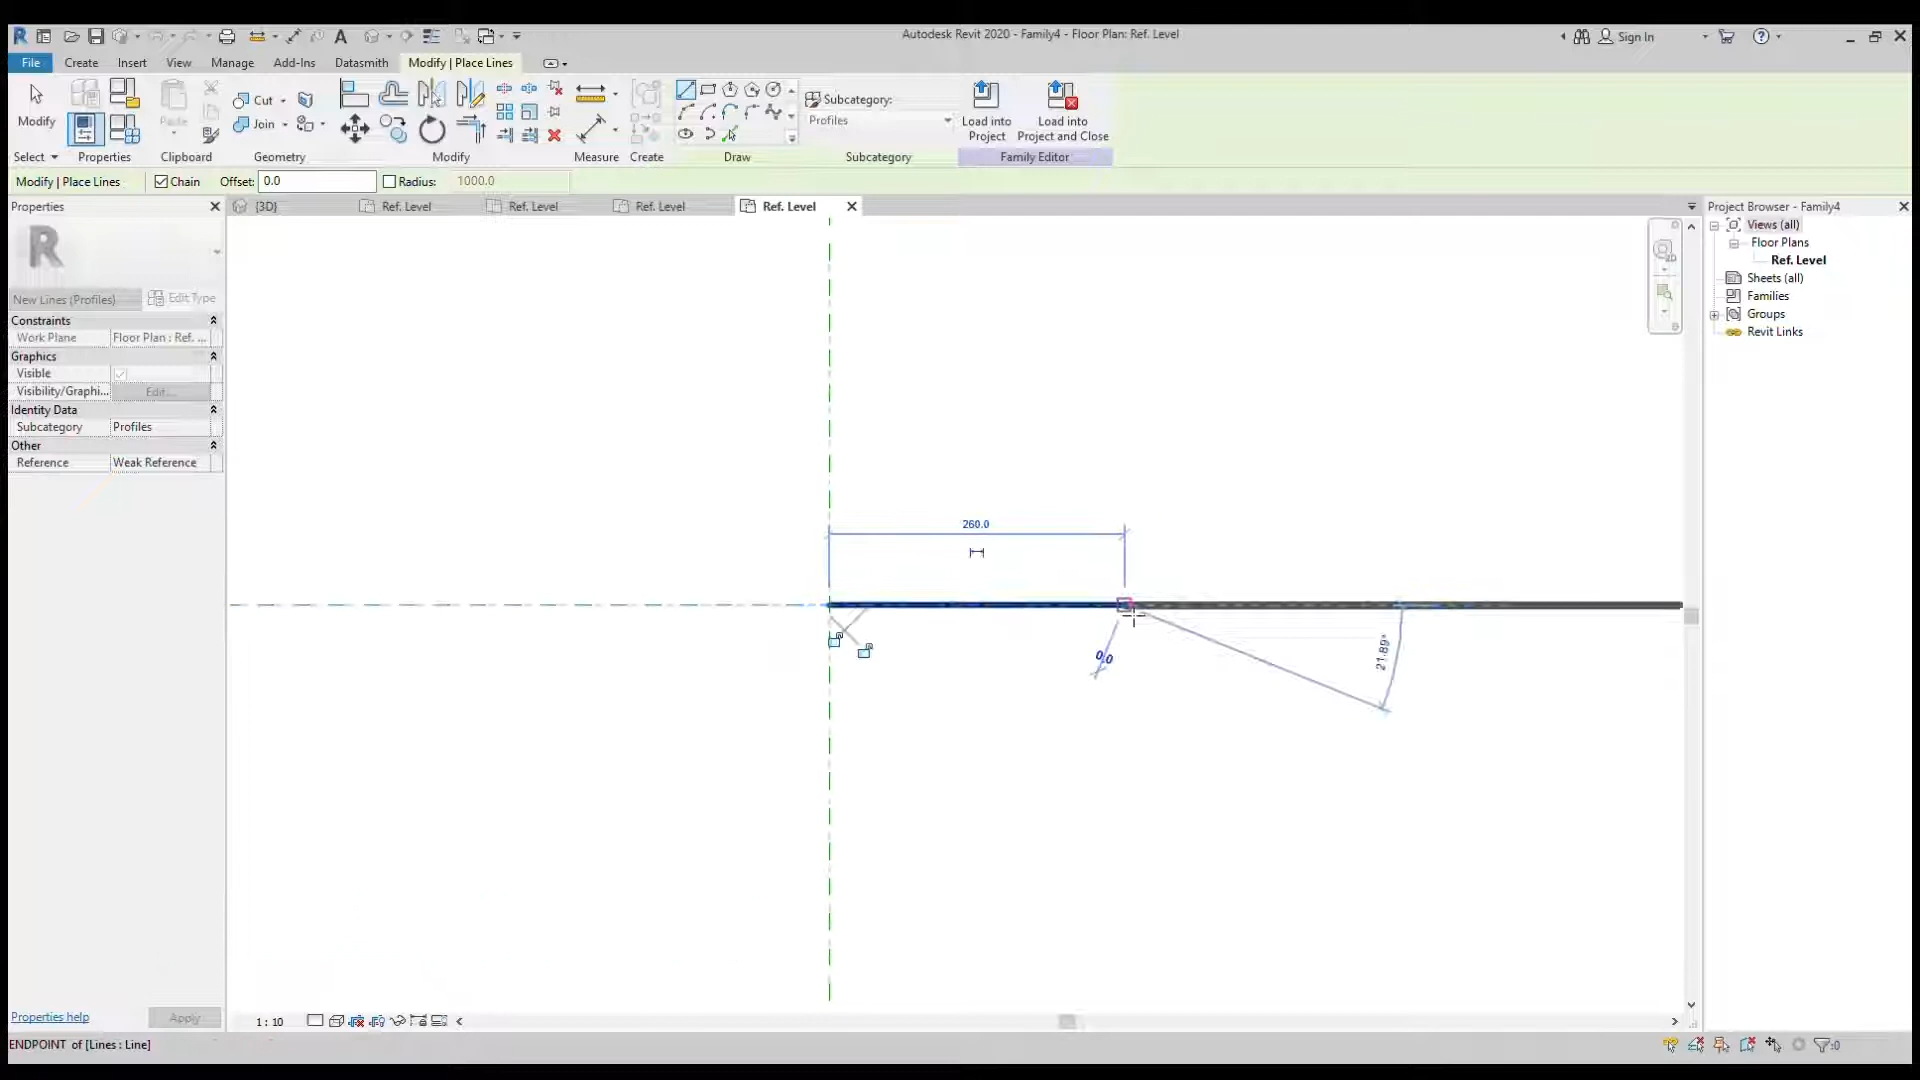 Autodesk Revit 2020 - Family4 - Floor Plan: Ref. Level
Sign In
File Create Insert View Manage Add-Ins Datasmith Modify | Place Lines
Modify
Paste
Cut
Join
Subcategory:
Profiles
Load into Project
Load into Project and Close
Select Properties Clipboard Geometry Modify Measure Create Draw Subcategory Family Editor
Modify | Place Lines Chain Offset: 0.0 Radius: 1000.0
Properties
{3D} Ref. Level Ref. Level Ref. Level Ref. Level
Project Browser - Family4
Views (all)
Floor Plans
Ref. Level
Sheets (all)
Families
Groups
Revit Links
New Lines (Profiles) Edit Type
Constraints
Work Plane Floor Plan : Ref. ...
Graphics
Visible
Visibility/Graphi... Edit...
Identity Data
Subcategory Profiles
Other
Reference Weak Reference
260.0
0.0
21.89°
Properties help Apply
1 : 10
ENDPOINT of [Lines : Line]
:0